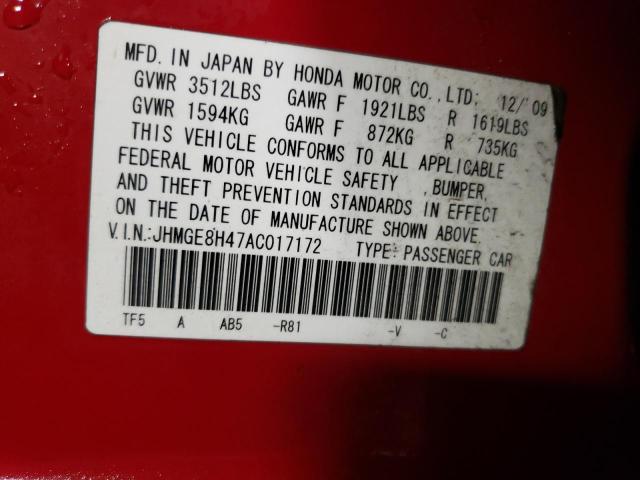 MFD. IN JAPAN BY HONDA MOTOR CO., LTD. 12/'09
GVWR 3512LBS GAWR F 1921LBS R 1619LBS
GVWR 1594KG GAWR F 872KG R 735KG
THIS VEHICLE CONFORMS TO ALL APPLICABLE
FEDERAL MOTOR VEHICLE SAFETY ,BUMPER,
AND THEFT PREVENTION STANDARDS IN EFFECT
ON THE DATE OF MANUFACTURE SHOWN ABOVE.
V.I.N.:JHMGE8H47AC017172 TYPE: PASSENGER CAR
TF5 A AB5 -R81 -V -C